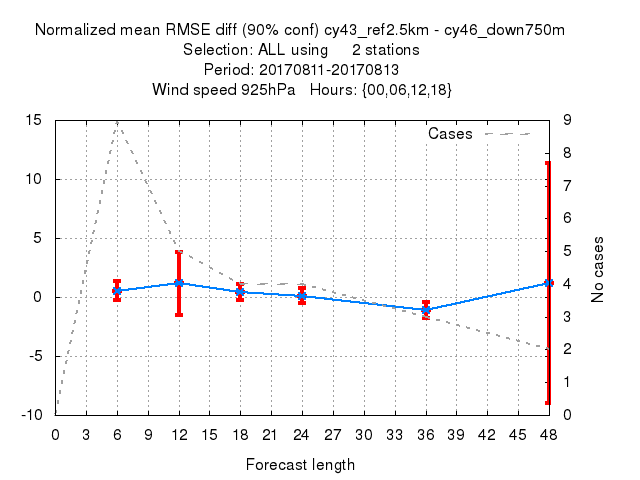 Normalized mean RMSE diff (90% conf) cy43_ref2.5km - cy46_down750m
Selection: ALL using     2 stations
Period: 20170811-20170813
Wind speed 925hPa   Hours: {00,06,12,18}
Cases
15
10
5
0
-5
-10
9
8
7
6
5
4
3
2
1
0
No cases
0 3 6 9 12 15 18 21 24 27 30 33 36 39 42 45 48
Forecast length